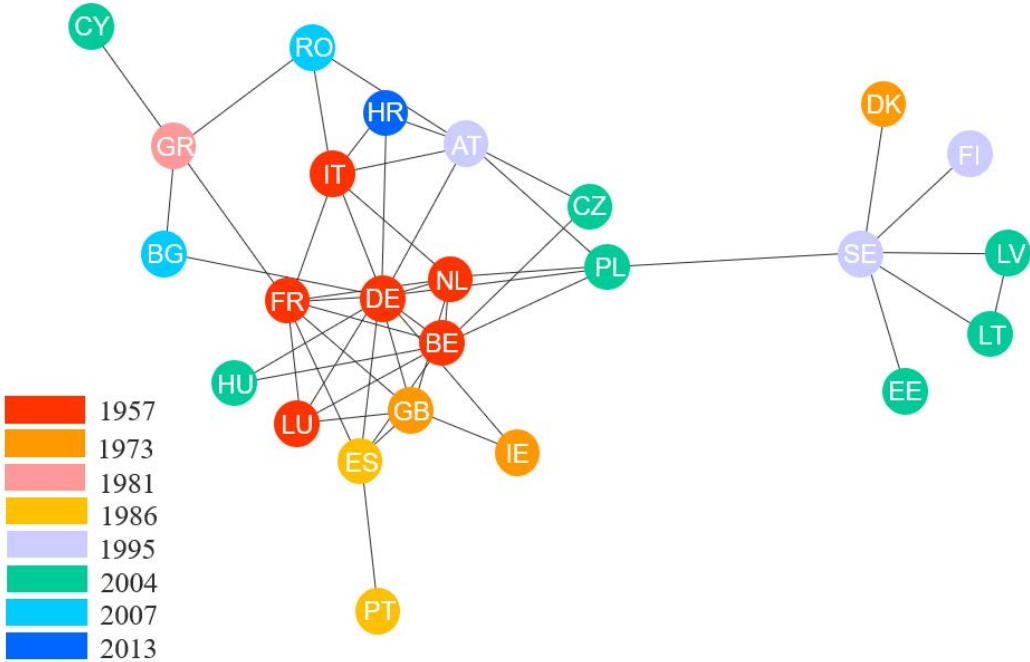 CY
RO
DK
HR
AT
FI
GR
IT
CZ
BG
SE
LV
PL
NL
DE
FR
LT
BE
HU
EE
GB
LU
IE
ES
PT
1957
1973
1981
1986
1995
2004
2007
2013